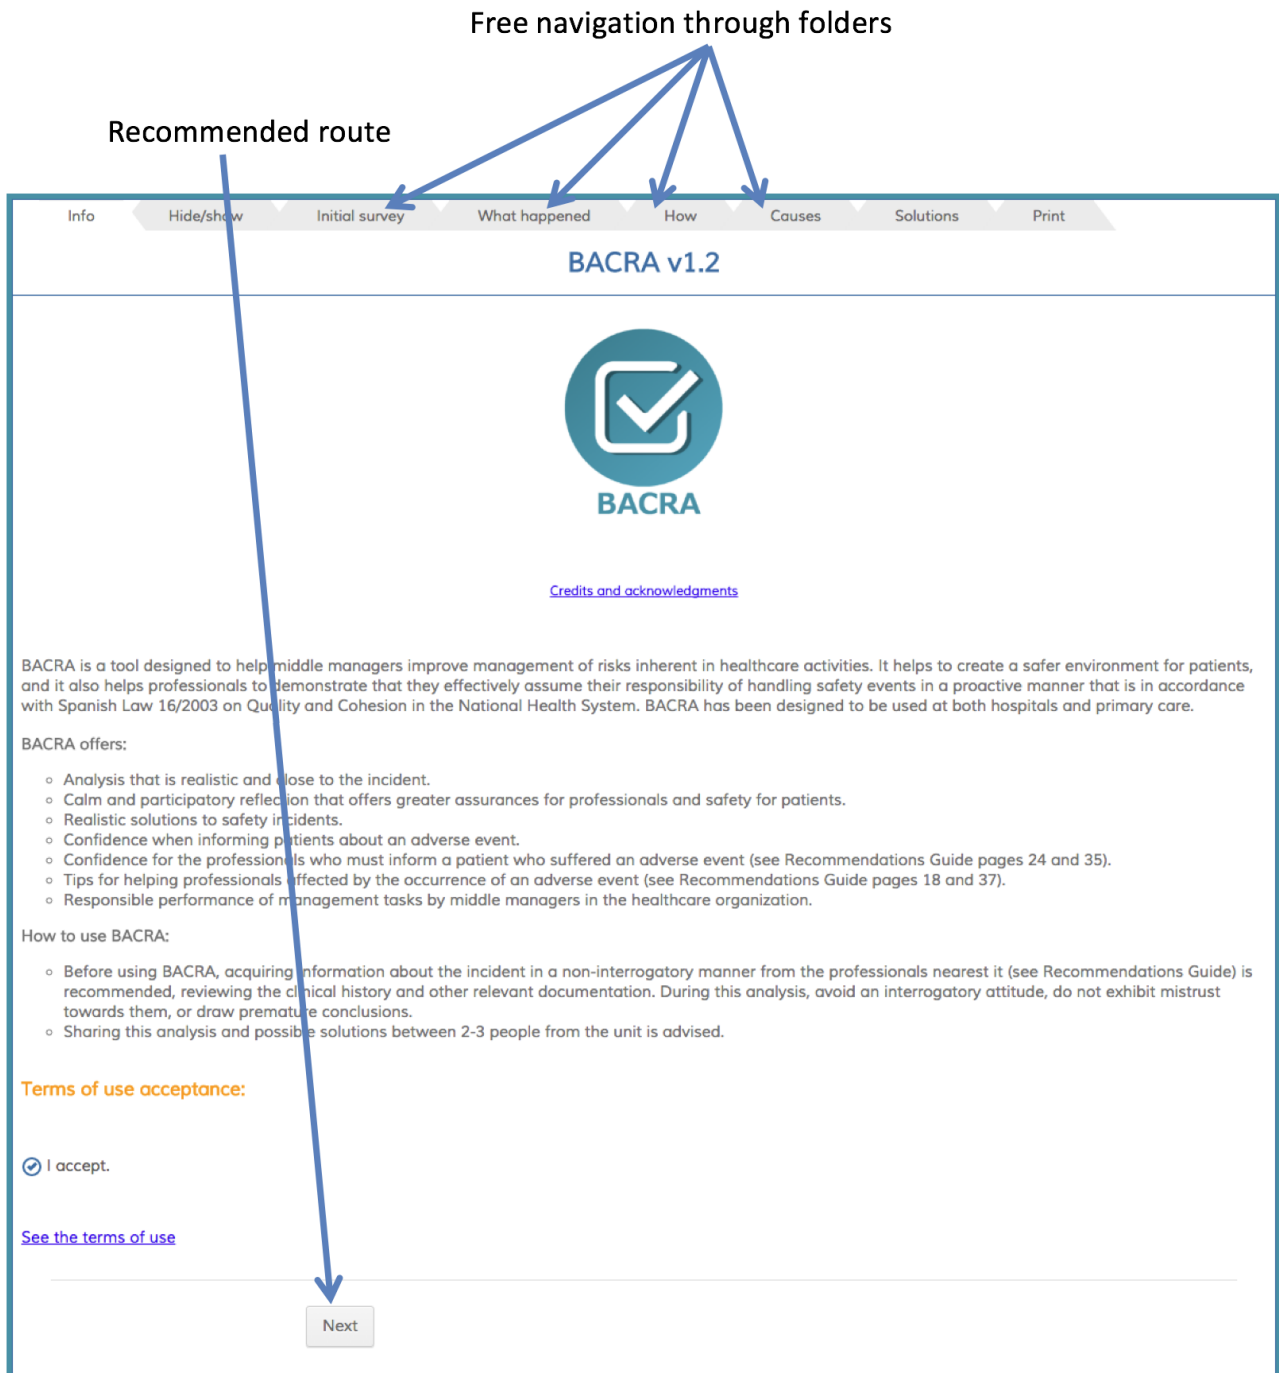 Free navigation through folders
Recommended route
Info Hide/show Initial survey What happened How Causes Solutions Print
BACRA v1.2
BACRA
Credits and acknowledgments
BACRA is a tool designed to help middle managers improve management of risks inherent in healthcare activities. It helps to create a safer environment for patients,
and it also helps professionals to demonstrate that they effectively assume their responsibility of handling safety events in a proactive manner that is in accordance
with Spanish Law 16/2003 on Quality and Cohesion in the National Health System. BACRA has been designed to be used at both hospitals and primary care.
BACRA offers:
Analysis that is realistic and close to the incident.
Calm and participatory reflection that offers greater assurances for professionals and safety for patients.
Realistic solutions to safety incidents.
Confidence when informing patients about an adverse event.
Confidence for the professionals who must inform a patient who suffered an adverse event (see Recommendations Guide pages 24 and 35).
Tips for helping professionals affected by the occurrence of an adverse event (see Recommendations Guide pages 18 and 37).
Responsible performance of management tasks by middle managers in the healthcare organization.
How to use BACRA:
Before using BACRA, acquiring information about the incident in a non-interrogatory manner from the professionals nearest it (see Recommendations Guide) is
recommended, reviewing the clinical history and other relevant documentation. During this analysis, avoid an interrogatory attitude, do not exhibit mistrust
towards them, or draw premature conclusions.
Sharing this analysis and possible solutions between 2-3 people from the unit is advised.
Terms of use acceptance:
I accept.
See the terms of use
Next